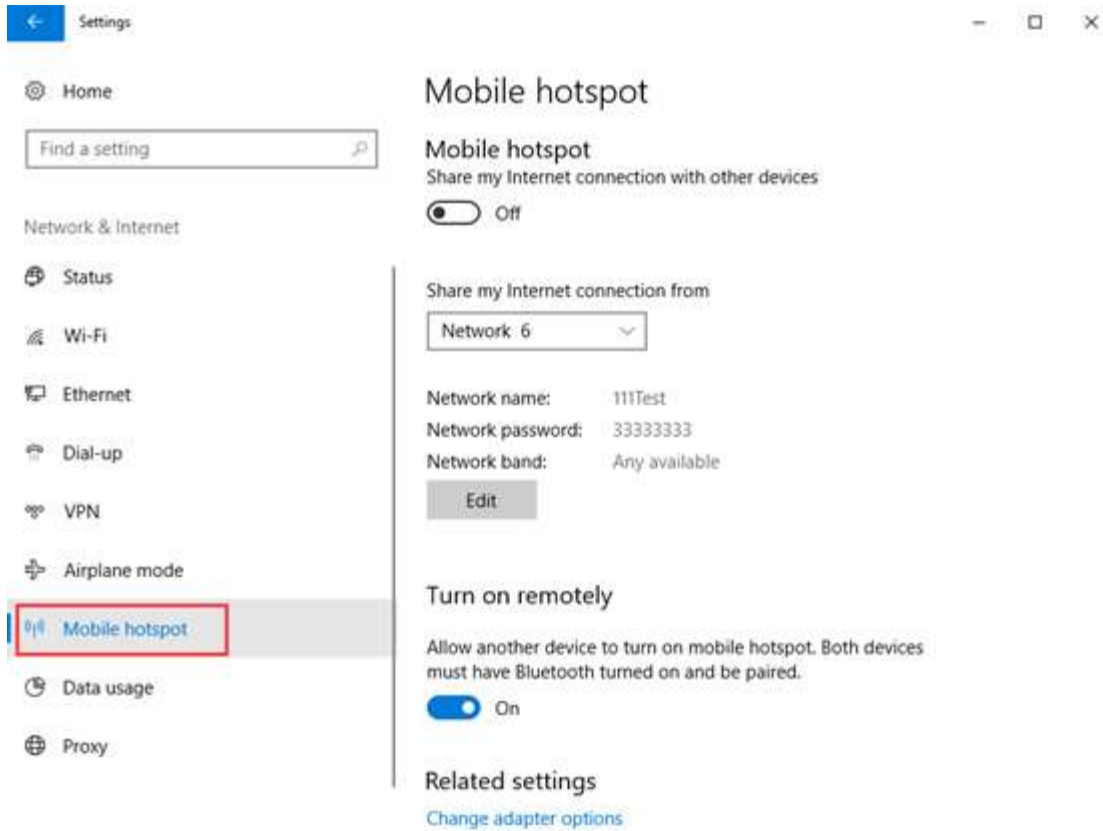 Settings
Home
Find a setting
Network & Internet
Status
Wi-Fi
Ethernet
Dial-up
VPN
Airplane mode
Mobile hotspot
Data usage
Proxy
Mobile hotspot
Mobile hotspot
Share my Internet connection with other devices
Off
Share my Internet connection from
Network 6
Network name: 111Test
Network password: 33333333
Network band: Any available
Edit
Turn on remotely
Allow another device to turn on mobile hotspot. Both devices
must have Bluetooth turned on and be paired.
On
Related settings
Change adapter options